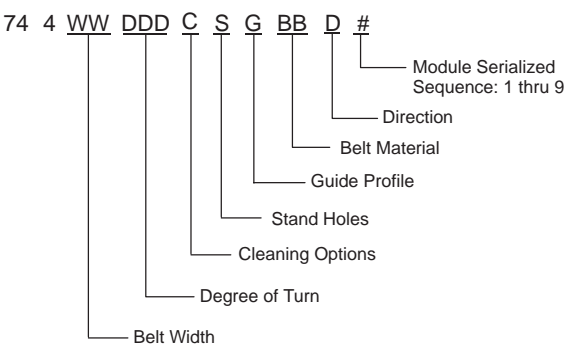 74 4 WW DDD C S G BB D #
Module Serialized
Sequence: 1 thru 9
Direction
Belt Material
Guide Profile
Stand Holes
Cleaning Options
Degree of Turn
Belt Width